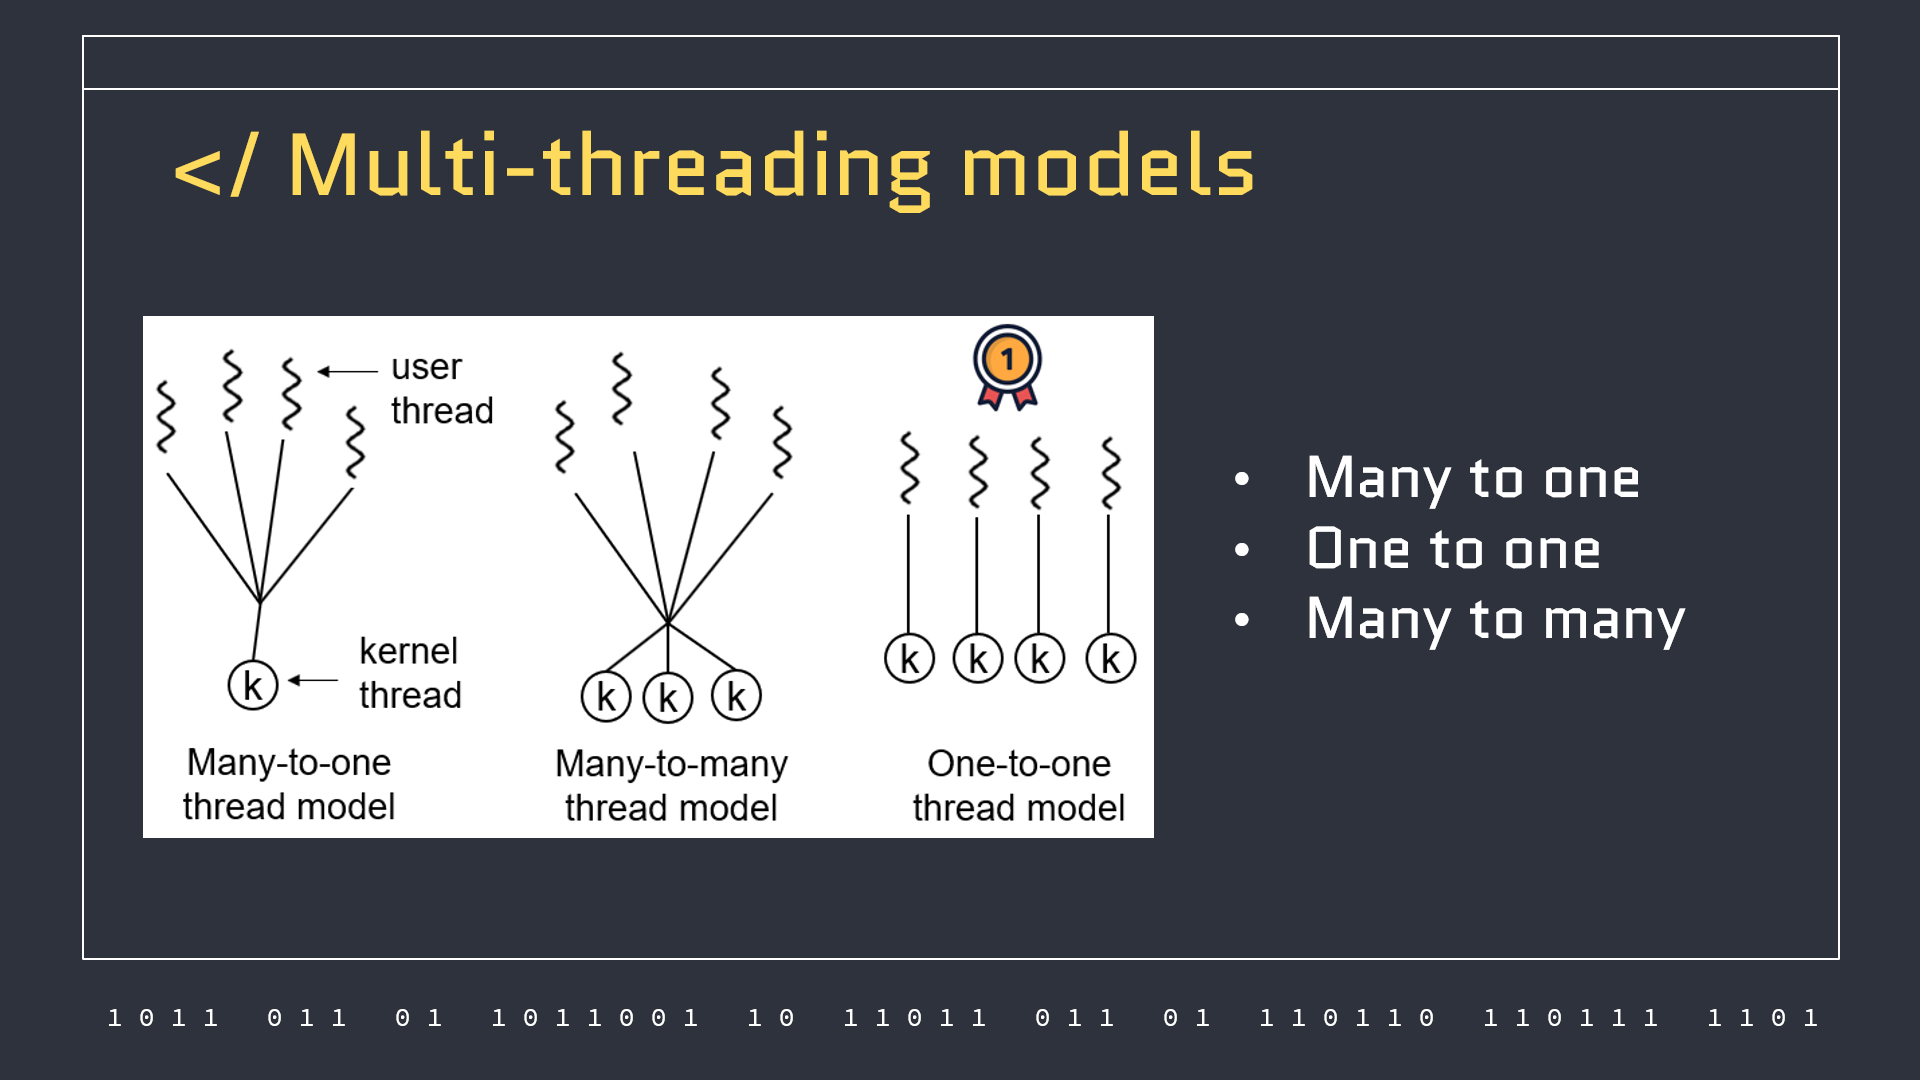 </ Multi-threading models
user
thread
kernel
thread
k
Many-to-one
thread model
k k k
Many-to-many
thread model
1
k k k k
One-to-one
thread model
• Many to one
• One to one
• Many to many
1011 011 01 1011001 10 11011 011 01 110110 110111 1101